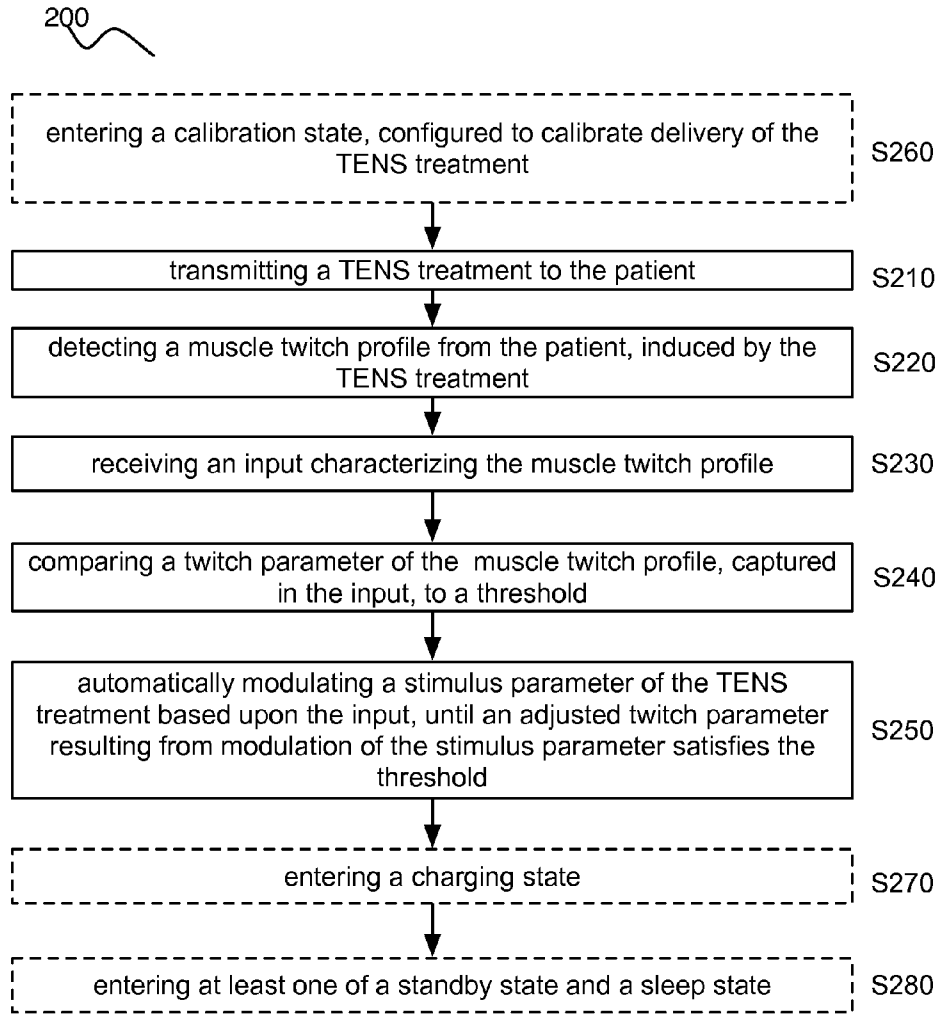 200
entering a calibration state, configured to calibrate delivery of the
TENS treatment
S260
transmitting a TENS treatment to the patient
S210
detecting a muscle twitch profile from the patient, induced by the
TENS treatment
S220
receiving an input characterizing the muscle twitch profile
S230
comparing a twitch parameter of the muscle twitch profile, captured
in the input, to a threshold
S240
automatically modulating a stimulus parameter of the TENS
treatment based upon the input, until an adjusted twitch parameter
resulting from modulation of the stimulus parameter satisfies the
threshold
S250
entering a charging state
S270
entering at least one of a standby state and a sleep state
S280